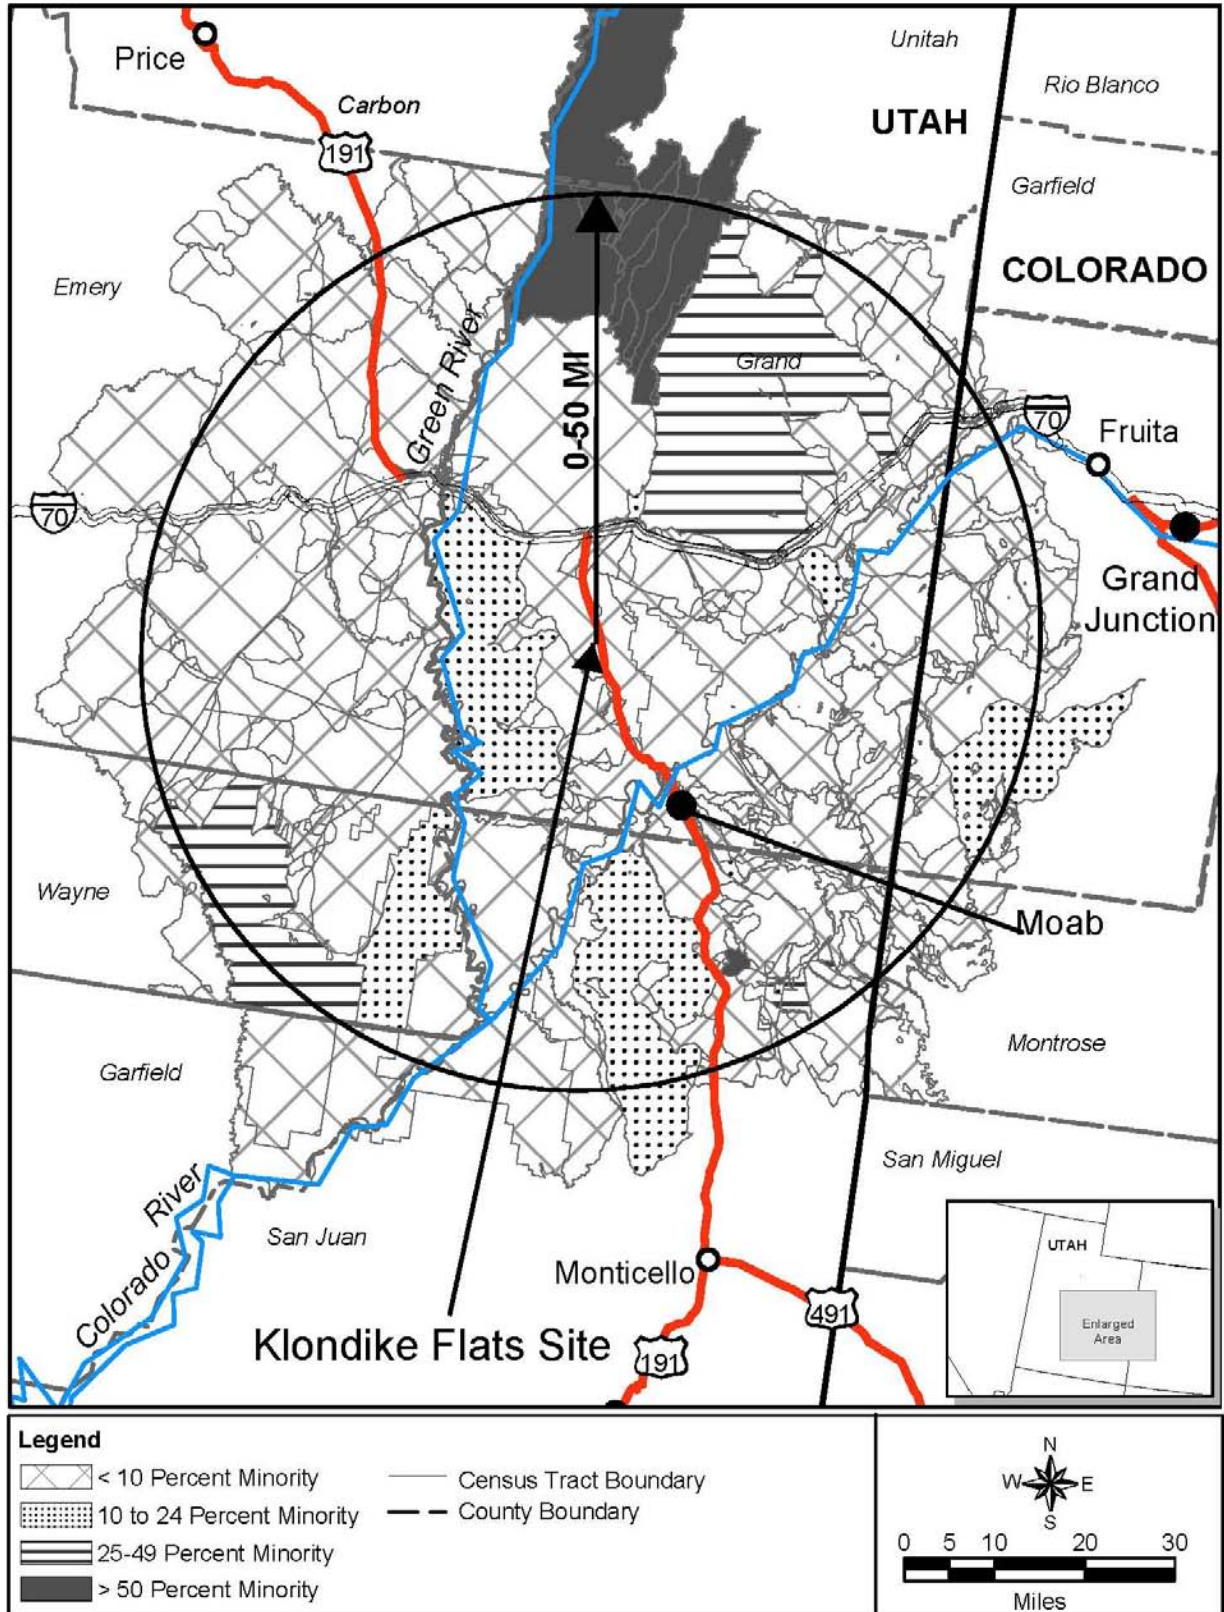 Unitah
Price
Rio Blanco
Carbon
UTAH
191
Garfield
COLORADO
Emery
Green River
0-50 MI
Grand
70
Fruita
70
Grand
Junction
Wayne
Moab
Garfield
Montrose
San Miguel
Colorado River
San Juan
UTAH
Monticello
491
Enlarged
Area
Klondike Flats Site
191
Legend
< 10 Percent Minority
10 to 24 Percent Minority
25-49 Percent Minority
> 50 Percent Minority
Census Tract Boundary
County Boundary
N
W E
S
0 5 10 20 30
Miles